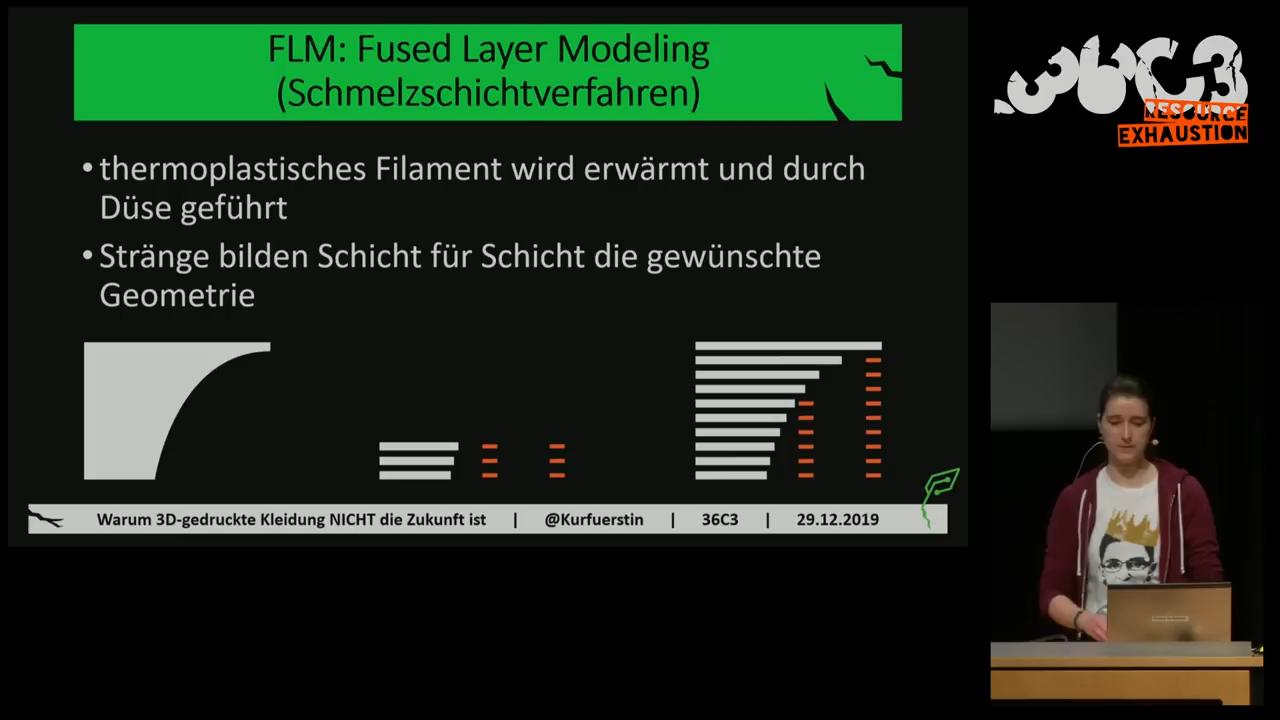 FLM: Fused Layer Modeling
(Schmelzschichtverfahren)
• thermoplastisches Filament wird erwärmt und durch
Düse geführt
• Stränge bilden Schicht für Schicht die gewünschte
Geometrie
Warum 3D-gedruckte Kleidung NICHT die Zukunft ist | @Kurfuerstin | 36C3 | 29.12.2019
36C3
RESOURCE
EXHAUSTION